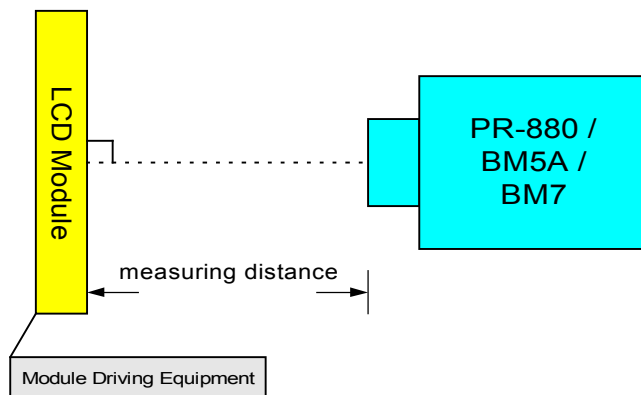 LCD Module
PR-880 /
BM5A /
BM7
measuring distance
Module Driving Equipment